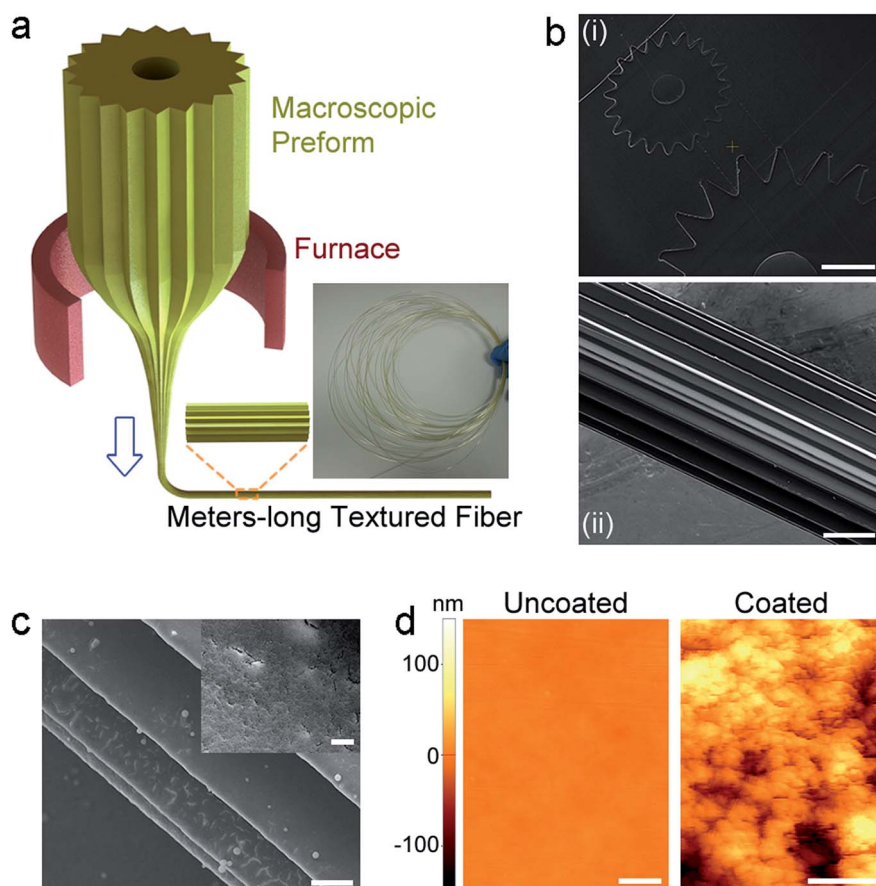 a
Macroscopic
Preform
Furnace
Meters-long Textured Fiber
b
(i)
(ii)
c
d
nm
Uncoated
Coated
100
0
-100